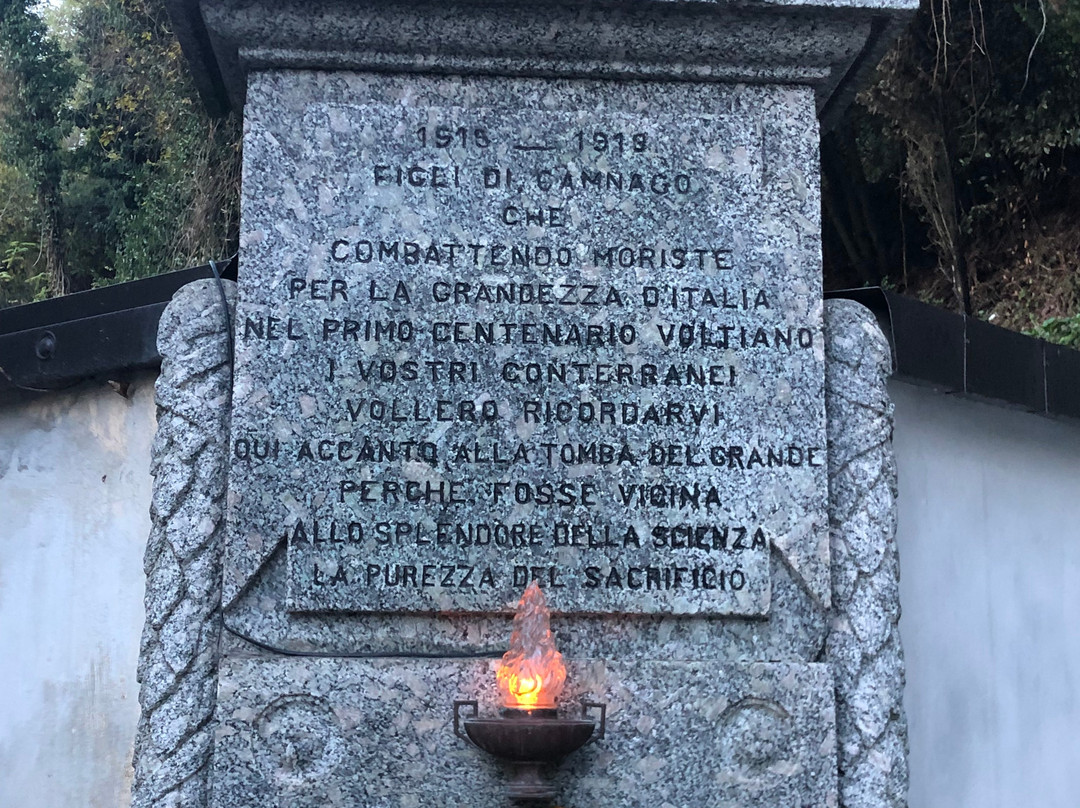 1915 — 1918
FIGLI DI CAMNAGO
CHE
COMBATTENDO MORISTE
PER LA GRANDEZZA D'ITALIA
NEL PRIMO CENTENARIO VOLTIANO
I VOSTRI CONTERRANEI
VOLLERO RICORDARVI
QUI ACCANTO ALLA TOMBA DEL GRANDE
PERCHE FOSSE VICINA
ALLO SPLENDORE DELLA SCIENZA
LA PUREZZA DEL SACRIFICIO